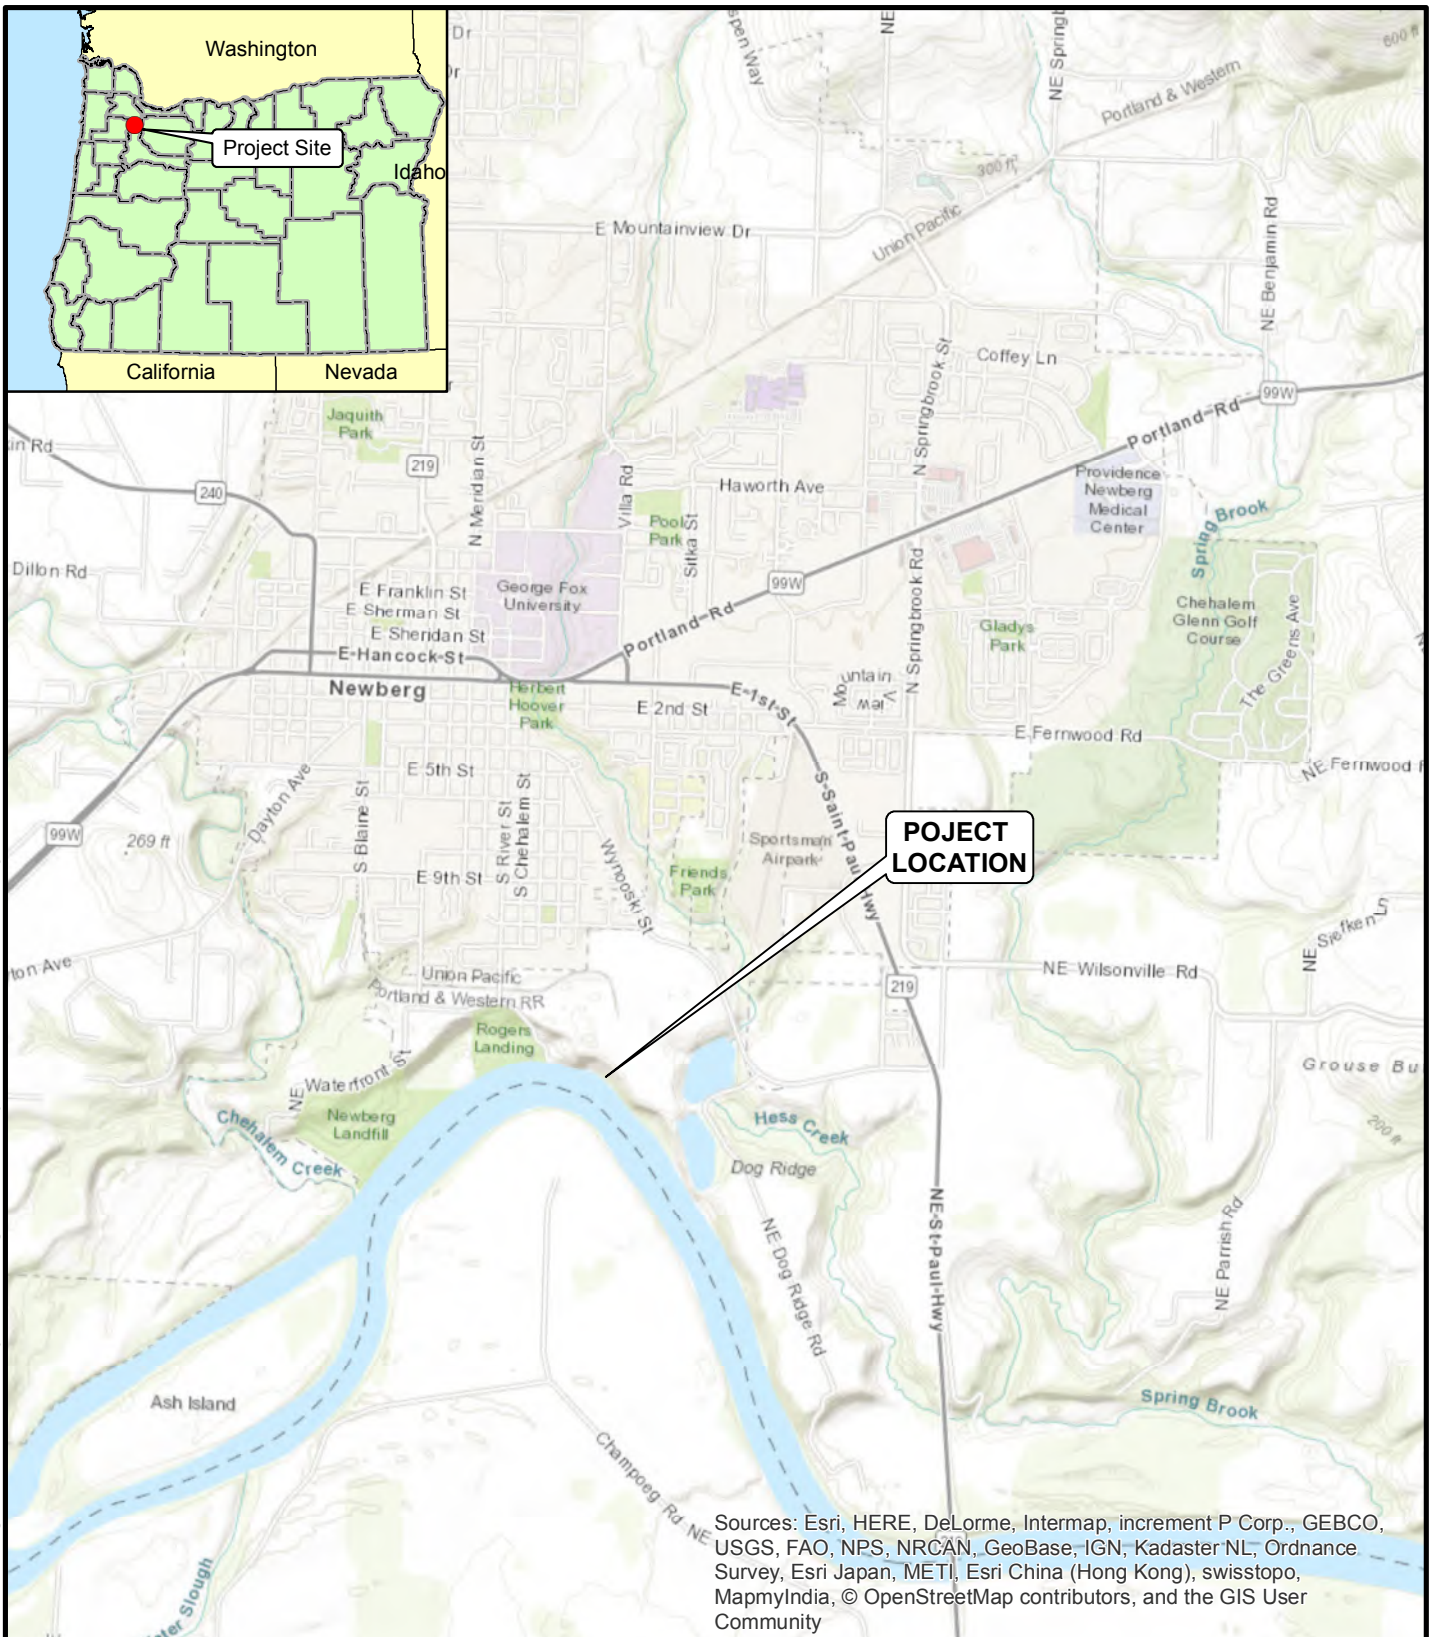 Washington
Project Site
Idaho
California
Nevada
Dr
NE
NE Springb
600 ft
Portland & Western
300 ft
Union Pacific
E Mountainview Dr
NE Benjamin Rd
Coffey Ln
N Springbrook St
Jaquith
Park
219
N Meridian St
240
Villa Rd
Haworth Ave
Portland Rd
99W
Providence
Newberg
Medical
Center
Spring Brook
Pool
Park
Sitka St
Dillon Rd
E Franklin St
E Sherman St
E Sheridan St
E Hancock St
George Fox
University
Portland Rd
99W
N Springbrook Rd
Gladys
Park
Chehalem
Glenn Golf
Course
The Greens Ave
Newberg
Herbert
Hoover
Park
E 2nd St
E 1st St
Mountain
View
E Fernwood Rd
NE Fernwood
E 5th St
Dayton Ave
S Blaine St
S River St
S Chehalem St
99W
269 ft
E 9th St
Wynooski St
Friends
Park
Sportsman
Airpark
S Saint Paul Hwy
POJECT
LOCATION
NE Siefken Ln
ton Ave
Union Pacific
Portland & Western RR
219
NE Wilsonville Rd
Rogers
Landing
NE Waterfront St
Newberg
Landfill
Chehalem Creek
Hess Creek
Dog Ridge
Grouse Bu
200 ft
NE Dog Ridge Rd
NE St Paul Hwy
NE Parrish Rd
Ash Island
Champoeg Rd NE
Spring Brook
219
Sources: Esri, HERE, DeLorme, Intermap, increment P Corp., GEBCO,
USGS, FAO, NPS, NRCAN, GeoBase, IGN, Kadaster NL, Ordnance
Survey, Esri Japan, METI, Esri China (Hong Kong), swisstopo,
MapmyIndia, © OpenStreetMap contributors, and the GIS User
Community